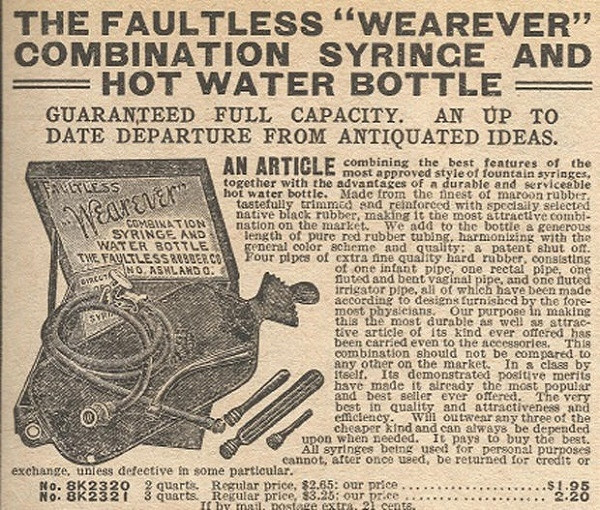 THE FAULTLESS “WEAREVER”
COMBINATION SYRINGE AND
HOT WATER BOTTLE
GUARANTEED FULL CAPACITY. AN UP TO
DATE DEPARTURE FROM ANTIQUATED IDEAS.
AN ARTICLE combining the best features of the
most approved style of fountain syringes,
together with the advantages of a durable and serviceable
hot water bottle. Made from the finest of maroon rubber,
tastefully trimmed and reinforced with specially selected
native black rubber, making it the most attractive combi-
nation on the market. We add to the bottle a generous
length of pure red rubber tubing, harmonizing with the
general color scheme and quality; a patent shut off.
Four pipes of extra fine quality hard rubber, consisting
of one infant pipe, one rectal pipe, one
fluted and bent vaginal pipe, and one fluted
irrigator pipe, all of which have been made
according to designs furnished by the fore-
most physicians. Our purpose in making
this the most durable as well as attrac-
tive article of its kind ever offered has
been carried even to the accessories. This
combination should not be compared to
any other on the market. In a class by
itself. Its demonstrated positive merits
have made it already the most popular
and best seller ever offered. The very
best in quality and attractiveness and
efficiency. Will outwear any three of the
cheaper kind and can always be depended
upon when needed. It pays to buy the best.
All syringes being used for personal purposes
cannot, after once used, be returned for credit or
exchange, unless defective in some particular.
FAULTLESS
"Wearever"
COMBINATION
SYRINGE AND
WATER BOTTLE
THE FAULTLESS RUBBER CO
NO. ASHLAND O.
No. 8K2320 2 quarts. Regular price, $2.65; our price ........ $1.95
No. 8K2321 3 quarts. Regular price, $3.25; our price ........ 2.20
If by mail, postage extra, 21 cents.